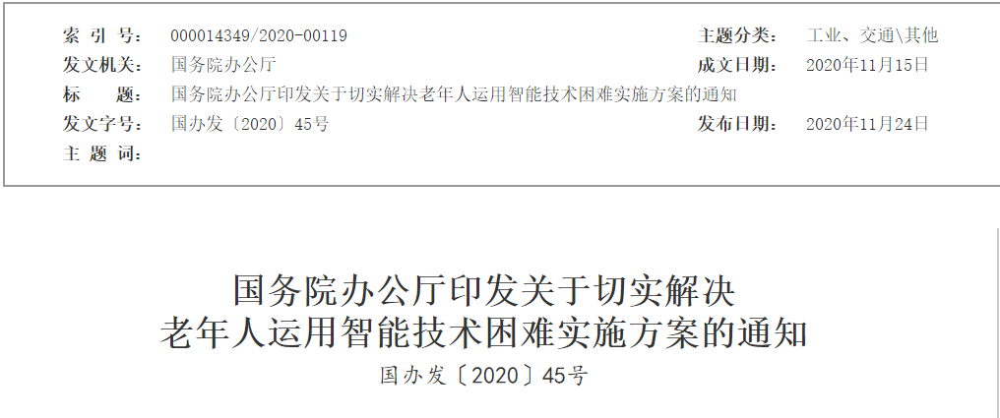 索 引 号： 000014349/2020-00119 主题分类： 工业、交通\其他
发文机关： 国务院办公厅 成文日期： 2020年11月15日
标 题： 国务院办公厅印发关于切实解决老年人运用智能技术困难实施方案的通知
发文字号： 国办发〔2020〕45号 发布日期： 2020年11月24日
主 题 词：
国务院办公厅印发关于切实解决
老年人运用智能技术困难实施方案的通知
国办发〔2020〕45号